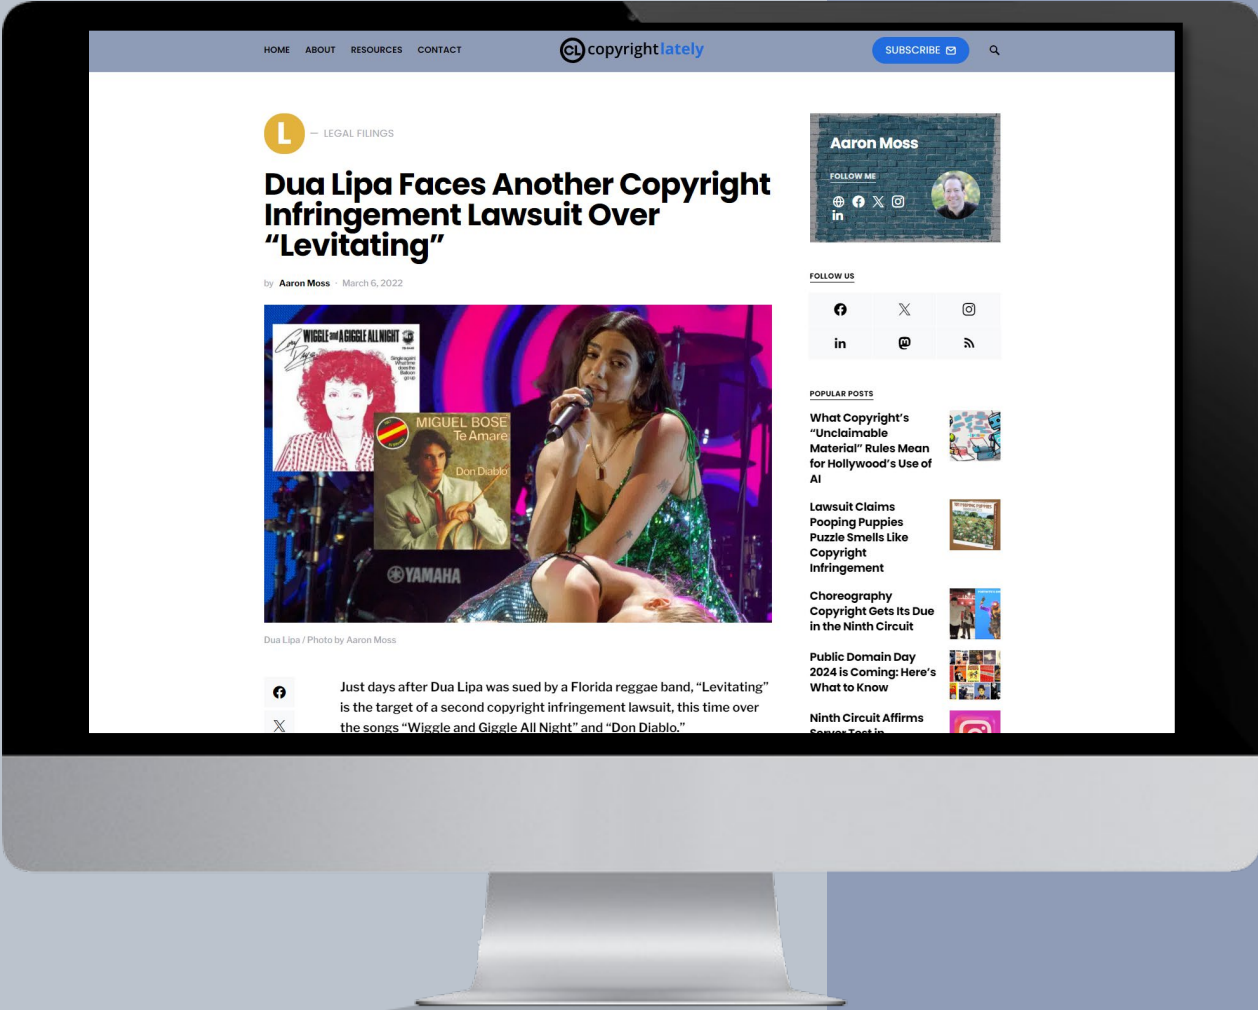 HOME ABOUT RESOURCES CONTACT
CL copyrightlately
SUBSCRIBE
L — LEGAL FILINGS
Dua Lipa Faces Another Copyright
Infringement Lawsuit Over
“Levitating”
by Aaron Moss · March 6, 2022
WIGGLE and A GIGGLE ALL NIGHT
MIGUEL BOSE
Te Amare
Don Diablo
YAMAHA
Dua Lipa / Photo by Aaron Moss
Just days after Dua Lipa was sued by a Florida reggae band, “Levitating”
is the target of a second copyright infringement lawsuit, this time over
the songs “Wiggle and Giggle All Night” and “Don Diablo.”
Aaron Moss
FOLLOW ME
FOLLOW US
POPULAR POSTS
What Copyright’s
“Unclaimable
Material” Rules Mean
for Hollywood’s Use of
AI
Lawsuit Claims
Pooping Puppies
Puzzle Smells Like
Copyright
Infringement
Choreography
Copyright Gets Its Due
in the Ninth Circuit
Public Domain Day
2024 is Coming: Here’s
What to Know
Ninth Circuit Affirms
Server Test in